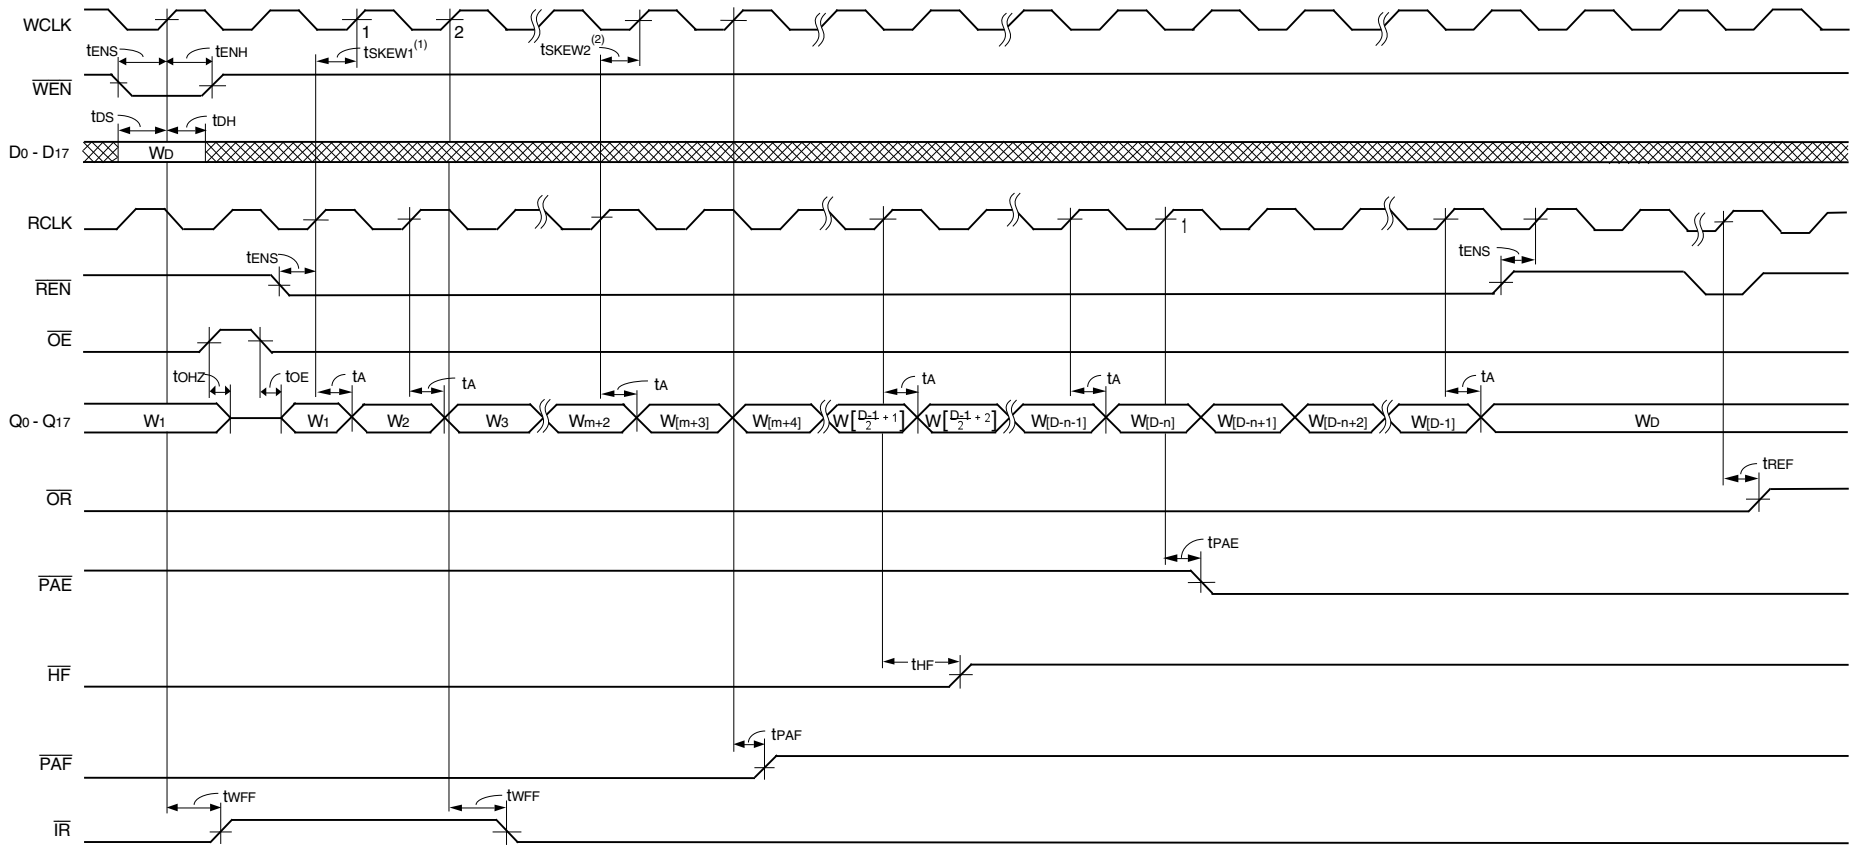 WCLK
1
2
tENS
tENH
tSKEW1(1)
tSKEW2(2)
WEN
tDS
tDH
D0 - D17
WD
RCLK
1
tENS
tENS
REN
OE
tOHZ
tOE
tA
tA
tA
tA
tA
tA
Q0 - Q17
W1
W1
W2
W3
Wm+2
W[m+3]
W[m+4]
W[D-1/2 + 1]
W[D-1/2 + 2]
W[D-n-1]
W[D-n]
W[D-n+1]
W[D-n+2]
W[D-1]
WD
tREF
OR
tPAE
PAE
tHF
HF
tPAF
PAF
tWFF
tWFF
IR